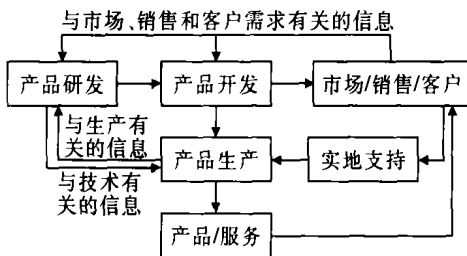 与市场、销售和客户需求有关的信息
产品研发
产品开发
市场/销售/客户
与生产有
关的信息
产品生产
实地支持
与技术有
关的信息
产品/服务